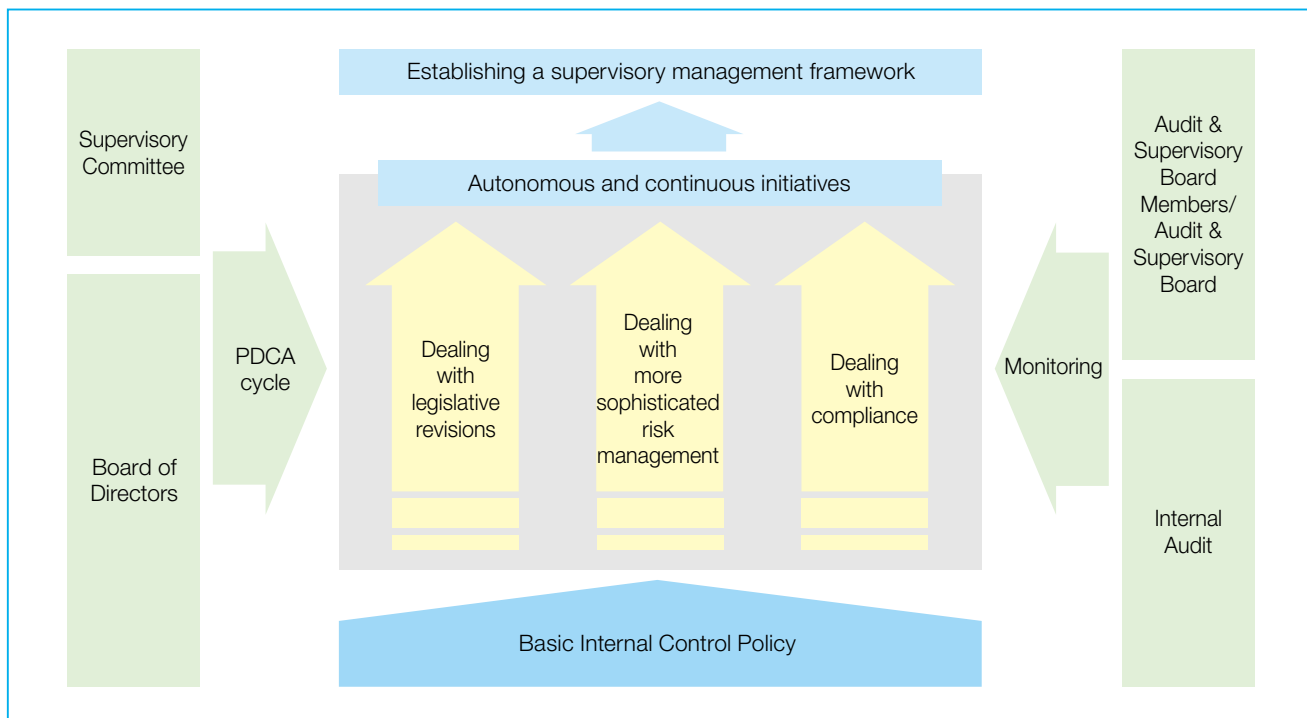 Establishing a supervisory management framework
Supervisory
Committee
Audit &
Supervisory
Board
Members/
Audit &
Supervisory
Board
Autonomous and continuous initiatives
PDCA
cycle
Dealing
with
legislative
revisions
Dealing
with
more
sophisticated
risk
management
Dealing
with
compliance
Monitoring
Board of
Directors
Internal
Audit
Basic Internal Control Policy